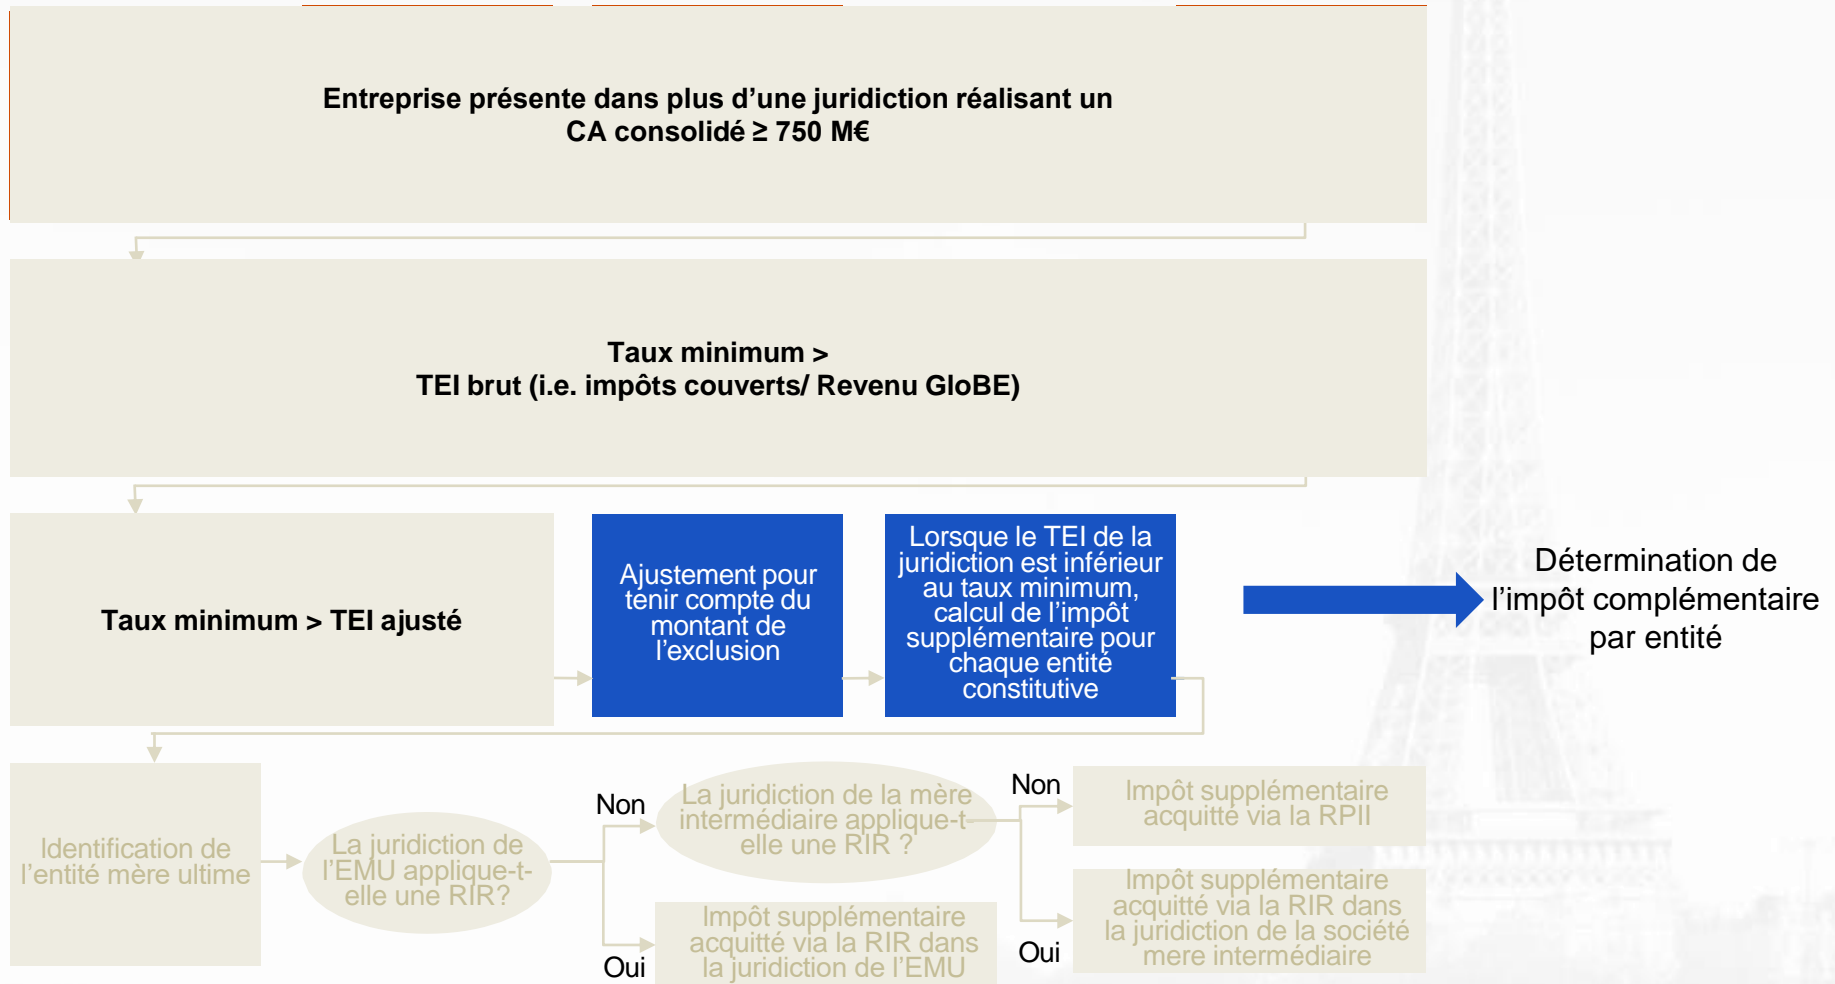 Entreprise présente dans plus d’une juridiction réalisant un
CA consolidé ≥ 750 M€
Taux minimum >
TEI brut (i.e. impôts couverts/ Revenu GloBE)
Taux minimum > TEI ajusté
Ajustement pour
tenir compte du
montant de
l’exclusion
Lorsque le TEI de la
juridiction est inférieur
au taux minimum,
calcul de l’impôt
supplémentaire pour
chaque entité
constitutive
Détermination de
l’impôt complémentaire
par entité
Identification de
l’entité mère ultime
La juridiction de
l’EMU applique-t-
elle une RIR?
Non
Oui
La juridiction de la mère
intermédiaire applique-t-
elle une RIR ?
Impôt supplémentaire
acquitté via la RIR dans
la juridiction de l’EMU
Non
Oui
Impôt supplémentaire
acquitté via la RPII
Impôt supplémentaire
acquitté via la RIR dans
la juridiction de la société
mere intermédiaire